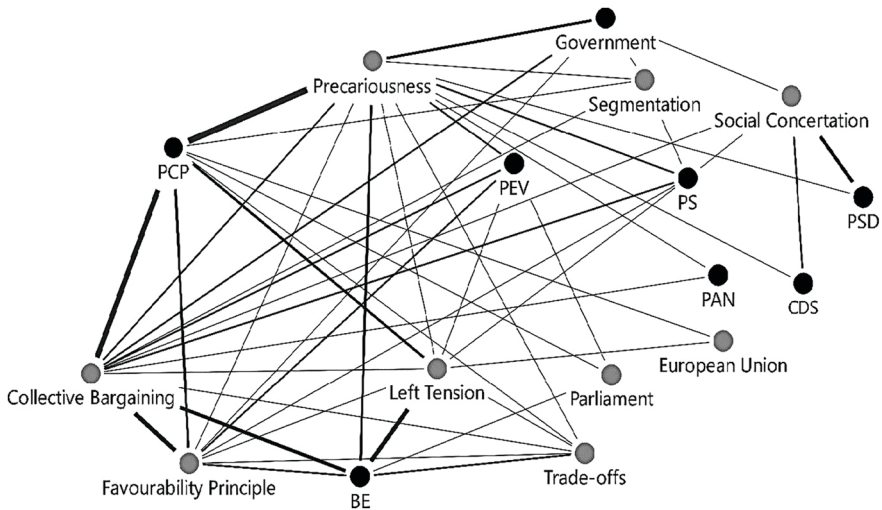 Government
Precariousness
Segmentation
Social Concertation
PCP
PEV
PS
PSD
PAN
CDS
European Union
Collective Bargaining
Left Tension
Parliament
Favourability Principle
BE
Trade-offs